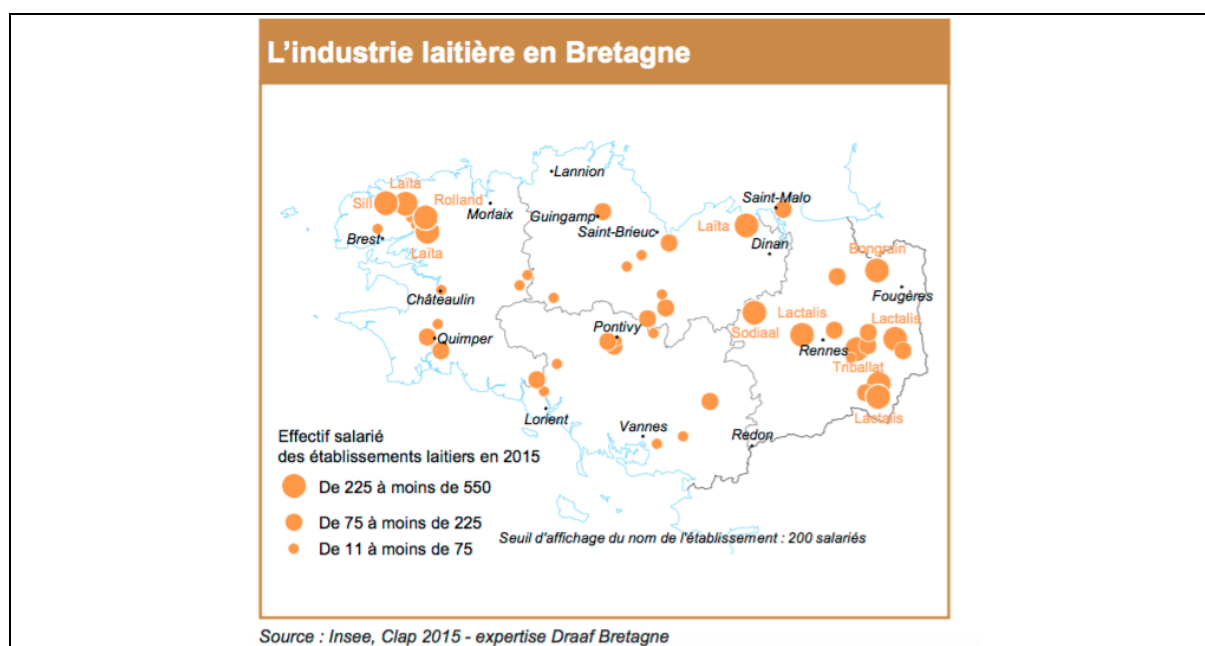 L'industrie laitière en Bretagne
Lannion
Laïta
Sill
Rolland
Morlaix
Saint-Malo
Guingamp
Saint-Brieuc
Laïta
Brest
Laïta
Dinan
Bongrain
Châteaulin
Fougères
Lactalis
Lactalis
Pontivy
Sodiaal
Quimper
Rennes
Triballat
Lorient
Lactalis
Vannes
Redon
Effectif salarié
des établissements laitiers en 2015
De 225 à moins de 550
De 75 à moins de 225
De 11 à moins de 75
Seuil d'affichage du nom de l'établissement : 200 salariés
Source : Insee, Clap 2015 - expertise Draaf Bretagne